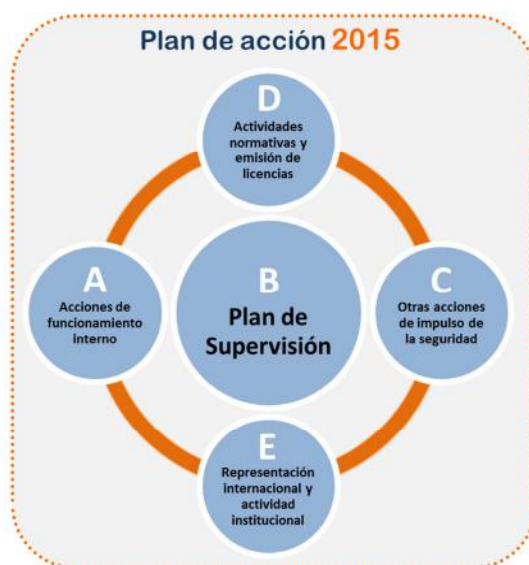 Plan de acción 2015
D
Actividades
normativas y
emisión de
licencias
A
Acciones de
funcionamiento
interno
B
Plan de
Supervisión
C
Otras acciones
de impulso de
la seguridad
E
Representación
internacional y
actividad
institucional